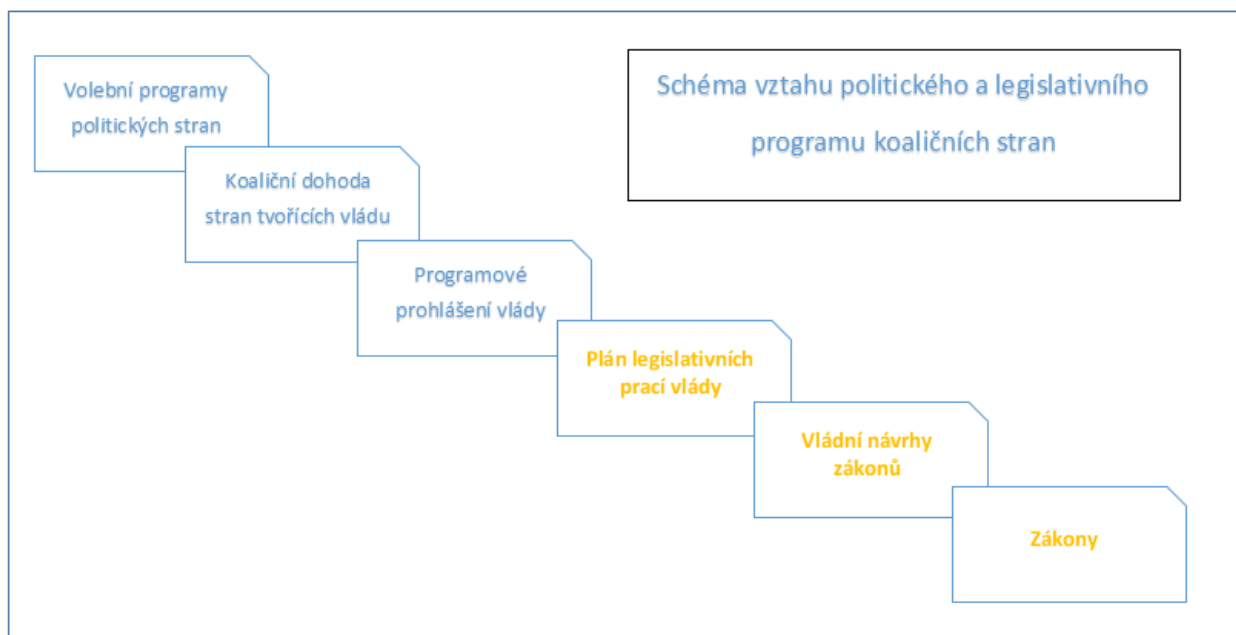 Schéma vztahu politického a legislativního
programu koaličních stran
Volební programy
politických stran
Koaliční dohoda
stran tvořících vládu
Programové
prohlášení vlády
Plán legislativních
prací vlády
Vládní návrhy
zákonů
Zákony